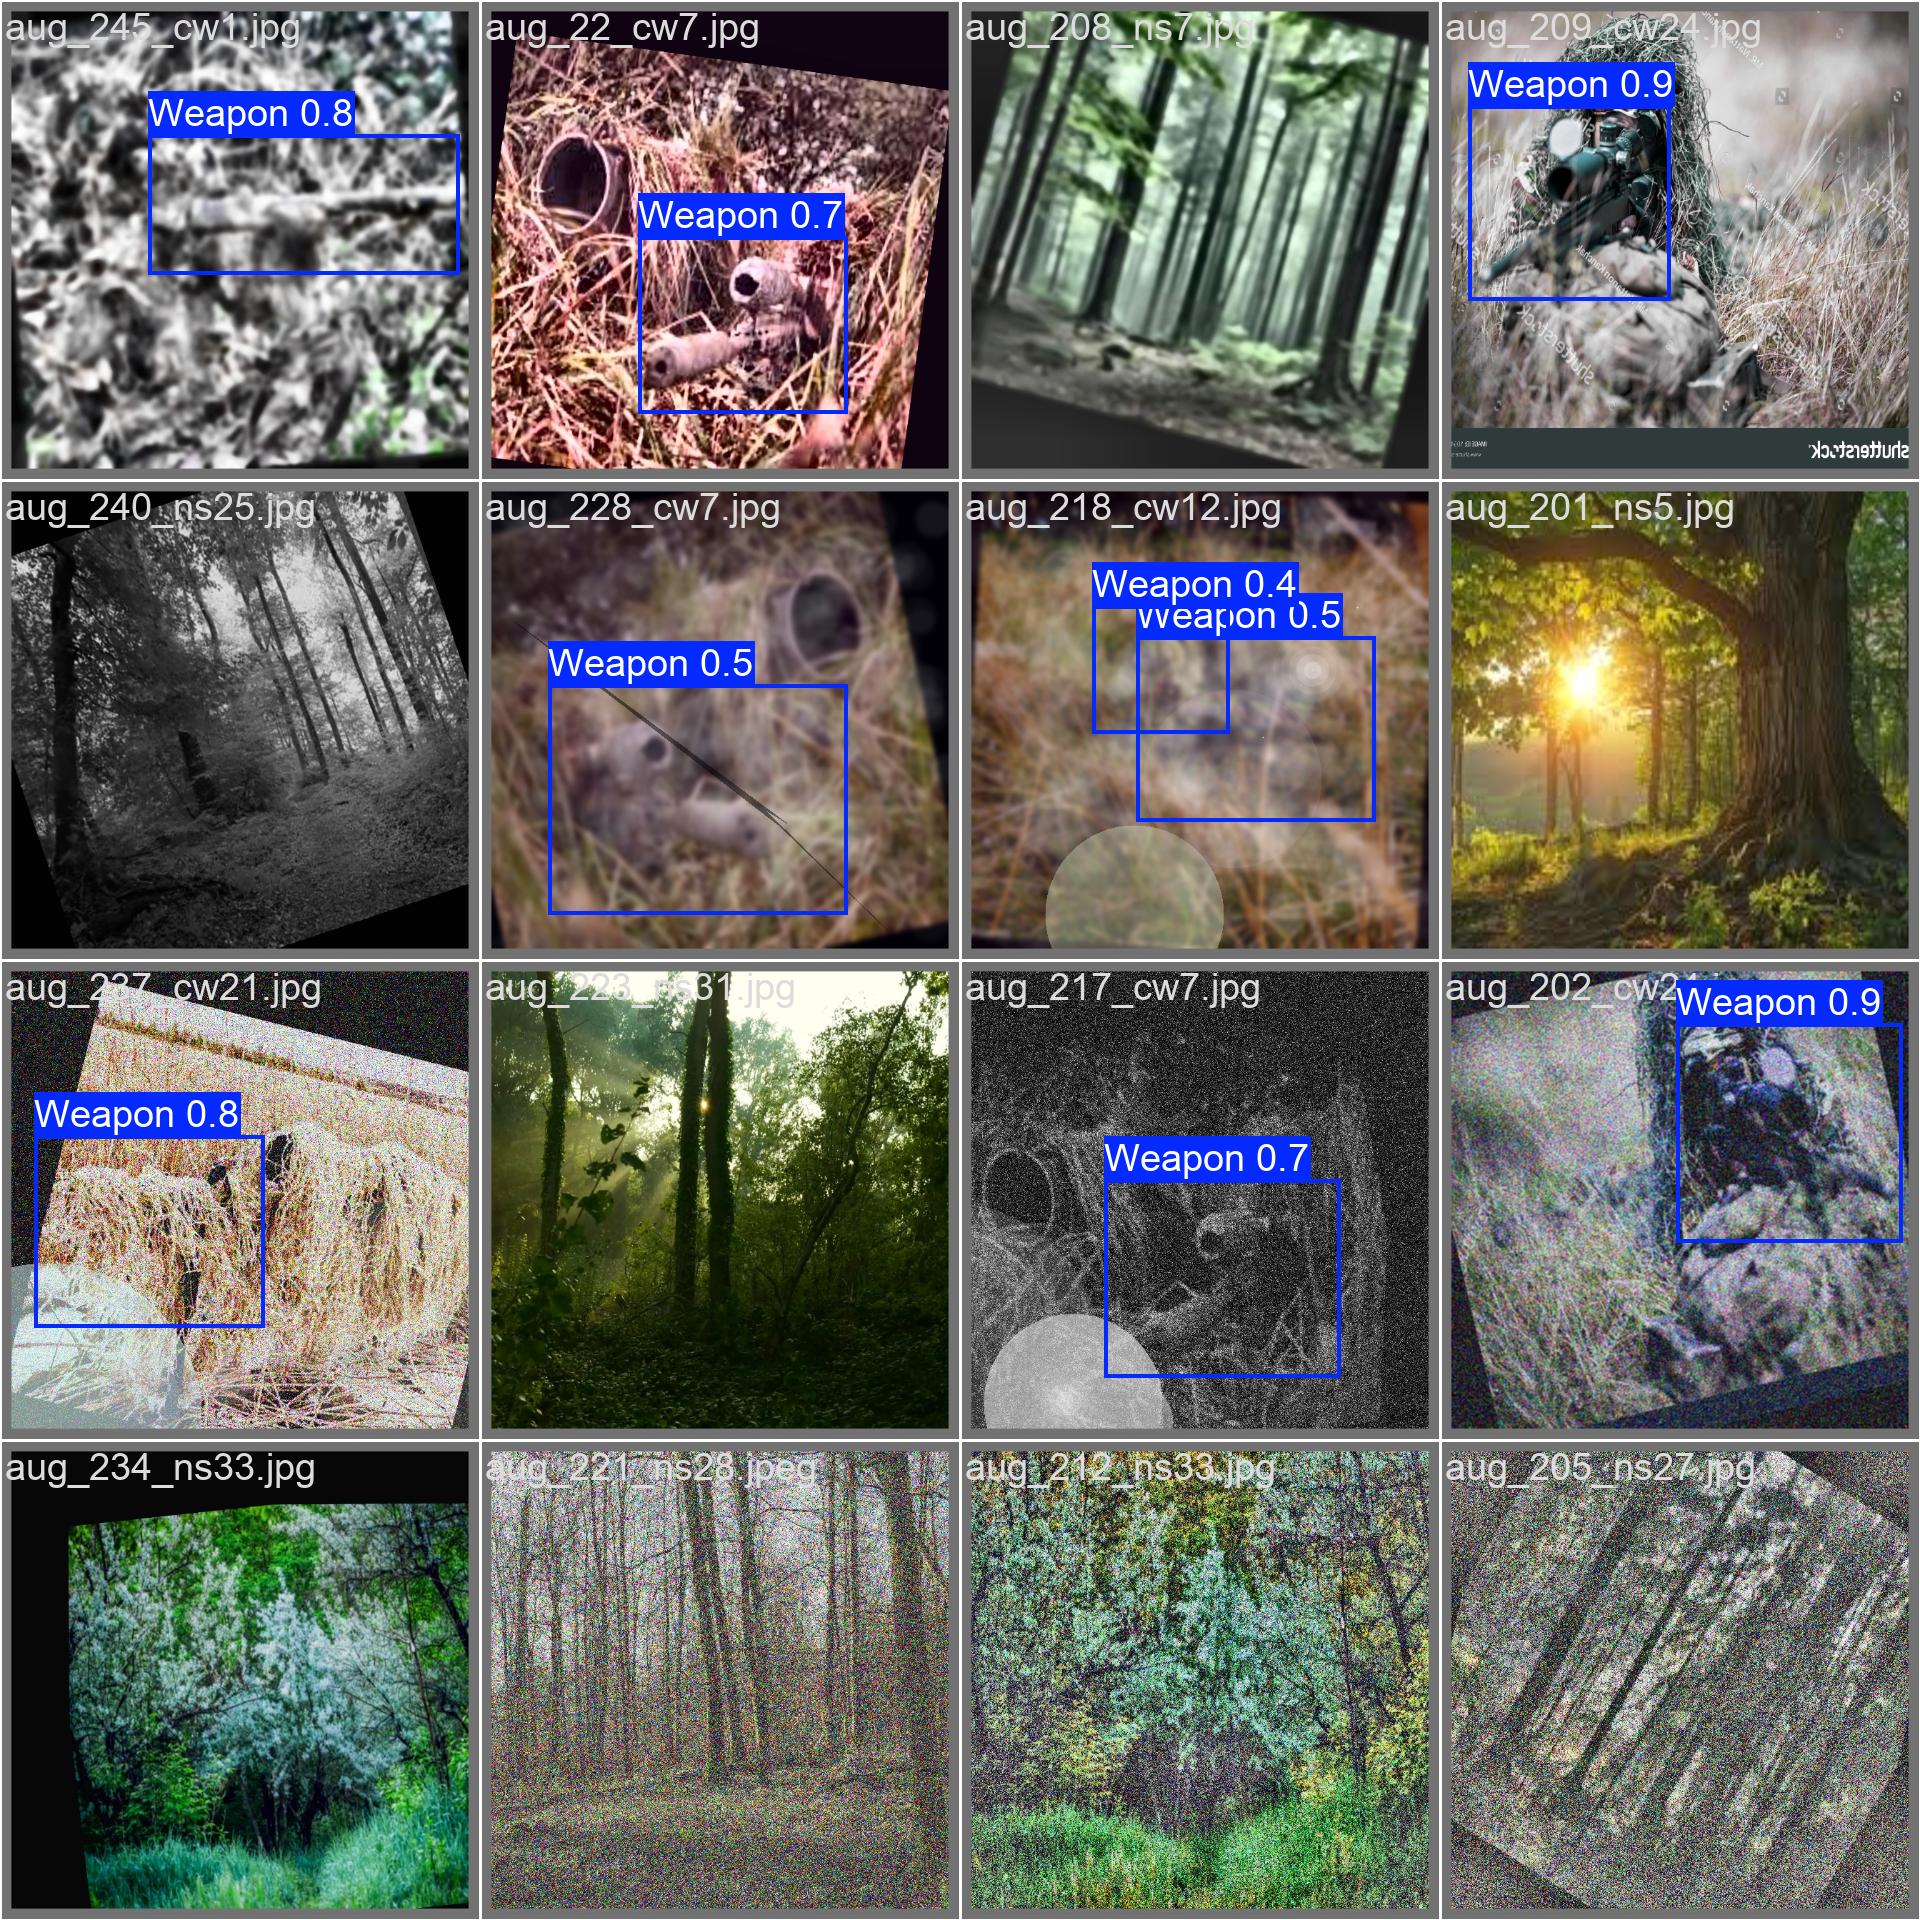 aug_245_cw1.jpg
Weapon 0.8
aug_22_cw7.jpg
Weapon 0.7
aug_208_ns7.jpg
aug_209_cw24.jpg
Weapon 0.9
shutterstock
aug_240_ns25.jpg
aug_228_cw7.jpg
Weapon 0.5
aug_218_cw12.jpg
Weapon 0.4
Weapon 0.5
aug_201_ns5.jpg
aug_237_cw21.jpg
Weapon 0.8
aug_223_ns31.jpg
aug_217_cw7.jpg
Weapon 0.7
aug_202_cw2
Weapon 0.9
aug_234_ns33.jpg
aug_221_ns28.jpeg
aug_212_ns33.jpg
aug_205_ns27.jpg